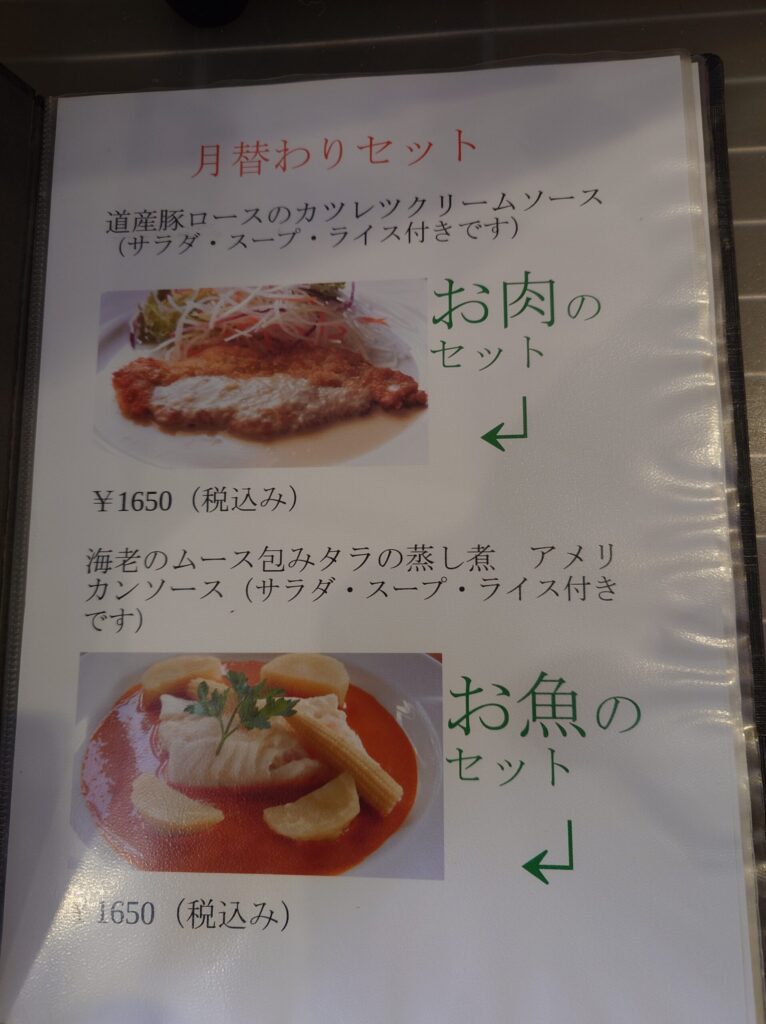 月替わりセット
道産豚ロースのカツレツクリームソース
（サラダ・スープ・ライス付きです）
お肉の
セット
￥1650（税込み）
海老のムース包みタラの蒸し煮　アメリ
カンソース（サラダ・スープ・ライス付き
です）
お魚の
セット
￥1650（税込み）